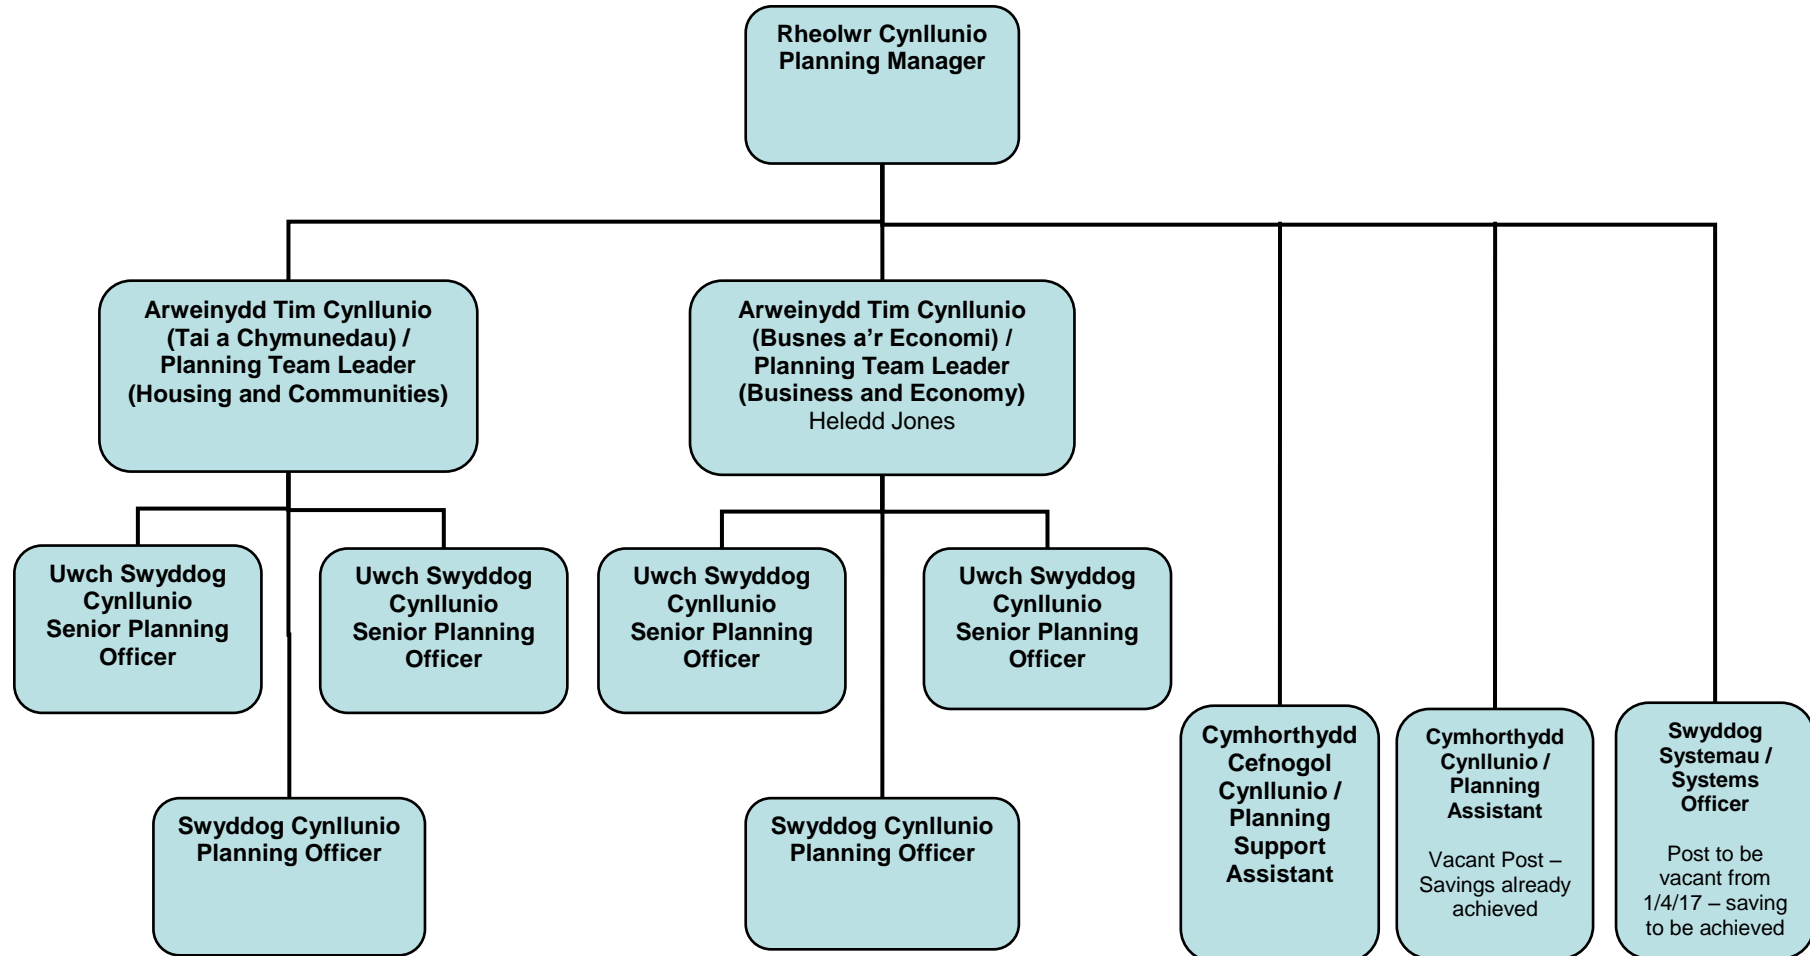 Rheolwr Cynllunio
Planning Manager
Arweinydd Tim Cynllunio
(Tai a Chymunedau) /
Planning Team Leader
(Housing and Communities)
Arweinydd Tim Cynllunio
(Busnes a’r Economi) /
Planning Team Leader
(Business and Economy)
Heledd Jones
Uwch Swyddog
Cynllunio
Senior Planning
Officer
Uwch Swyddog
Cynllunio
Senior Planning
Officer
Uwch Swyddog
Cynllunio
Senior Planning
Officer
Uwch Swyddog
Cynllunio
Senior Planning
Officer
Swyddog Cynllunio
Planning Officer
Swyddog Cynllunio
Planning Officer
Cymhorthydd
Cefnogol
Cynllunio /
Planning
Support
Assistant
Cymhorthydd
Cynllunio /
Planning
Assistant
Vacant Post –
Savings already
achieved
Swyddog
Systemau /
Systems
Officer
Post to be
vacant from
1/4/17 – saving
to be achieved